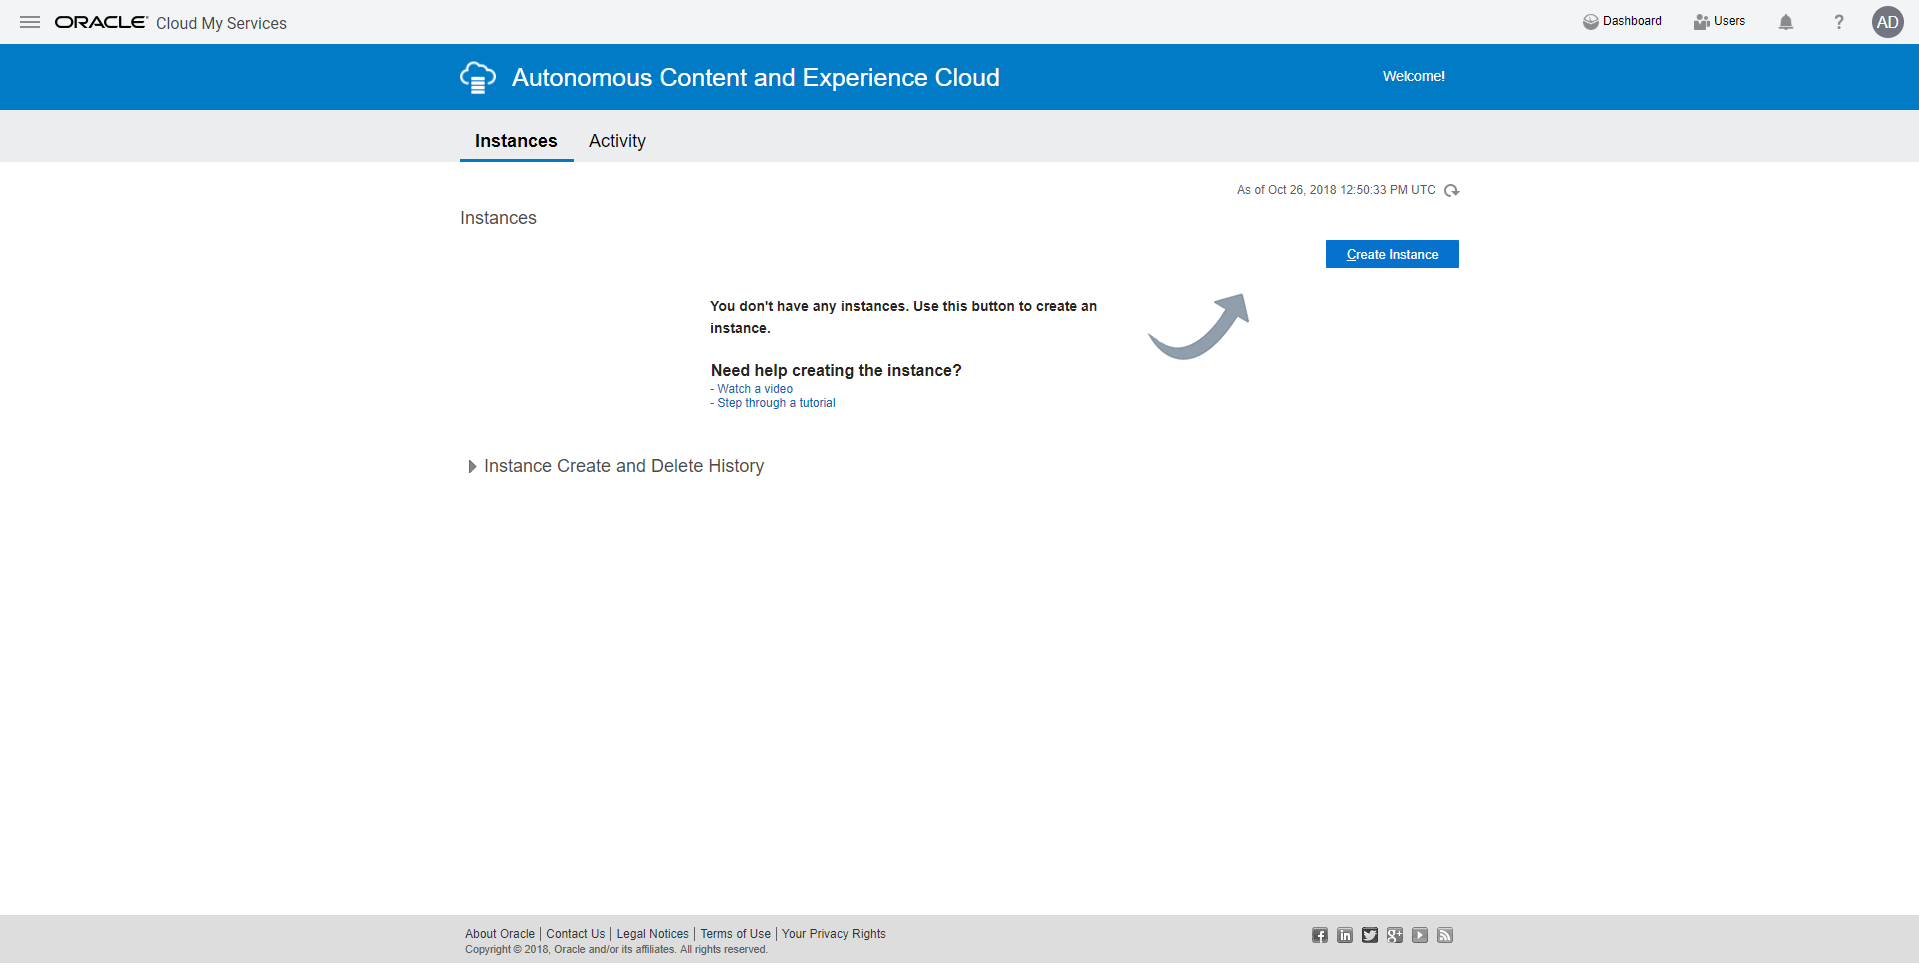 ORACLE Cloud My Services Dashboard Users ? AD
Autonomous Content and Experience Cloud Welcome!
Instances Activity
As of Oct 26, 2018 12:50:33 PM UTC
Instances
Create Instance
You don't have any instances. Use this button to create an
instance.
Need help creating the instance?
- Watch a video
- Step through a tutorial
Instance Create and Delete History
About Oracle | Contact Us | Legal Notices | Terms of Use | Your Privacy Rights
Copyright © 2018, Oracle and/or its affiliates. All rights reserved.